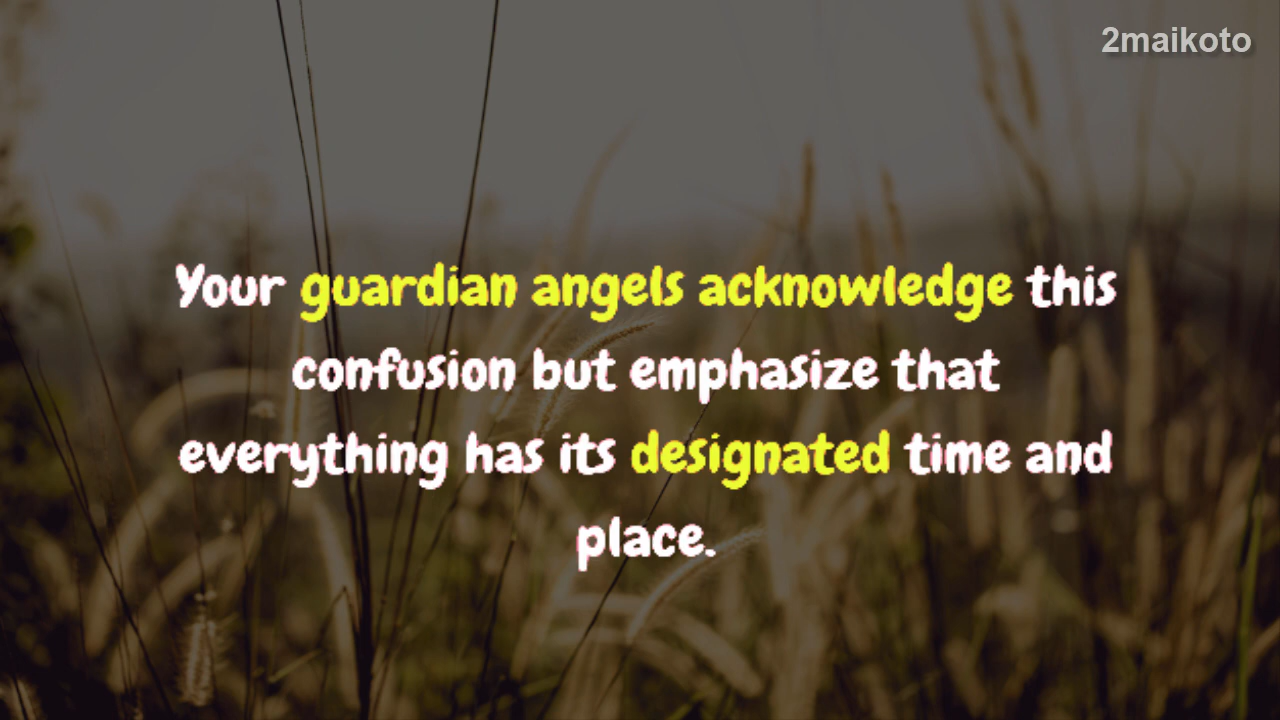 2maikoto
Your guardian angels acknowledge this
confusion but emphasize that
everything has its designated time and
place.